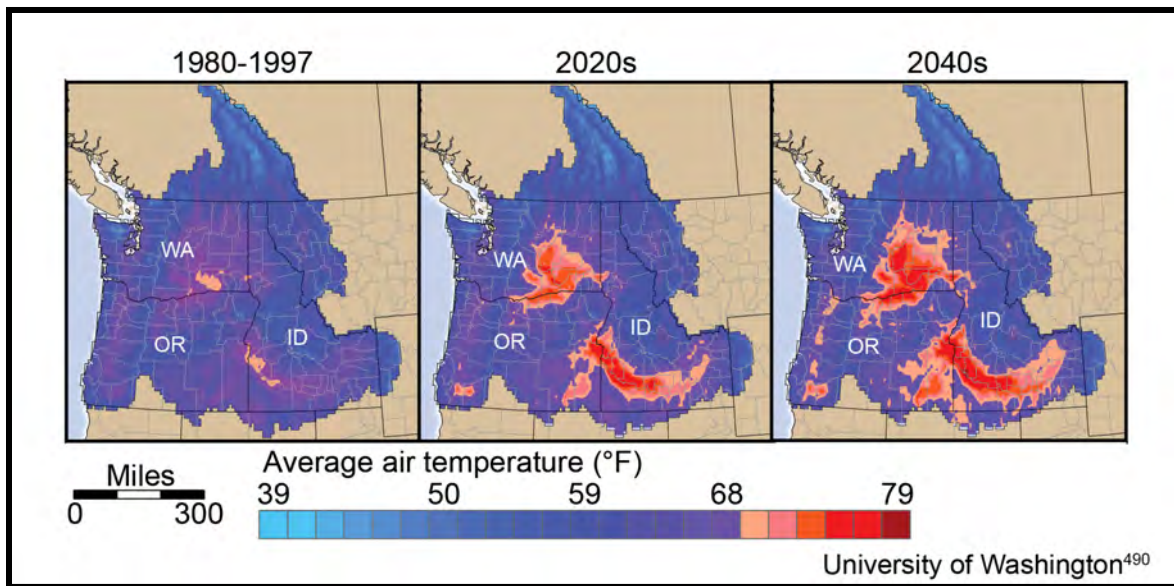 1980-1997 2020s 2040s
WA WA WA
OR ID OR ID OR ID
Miles
0 300
Average air temperature (°F)
39 50 59 68 79
University of Washington490